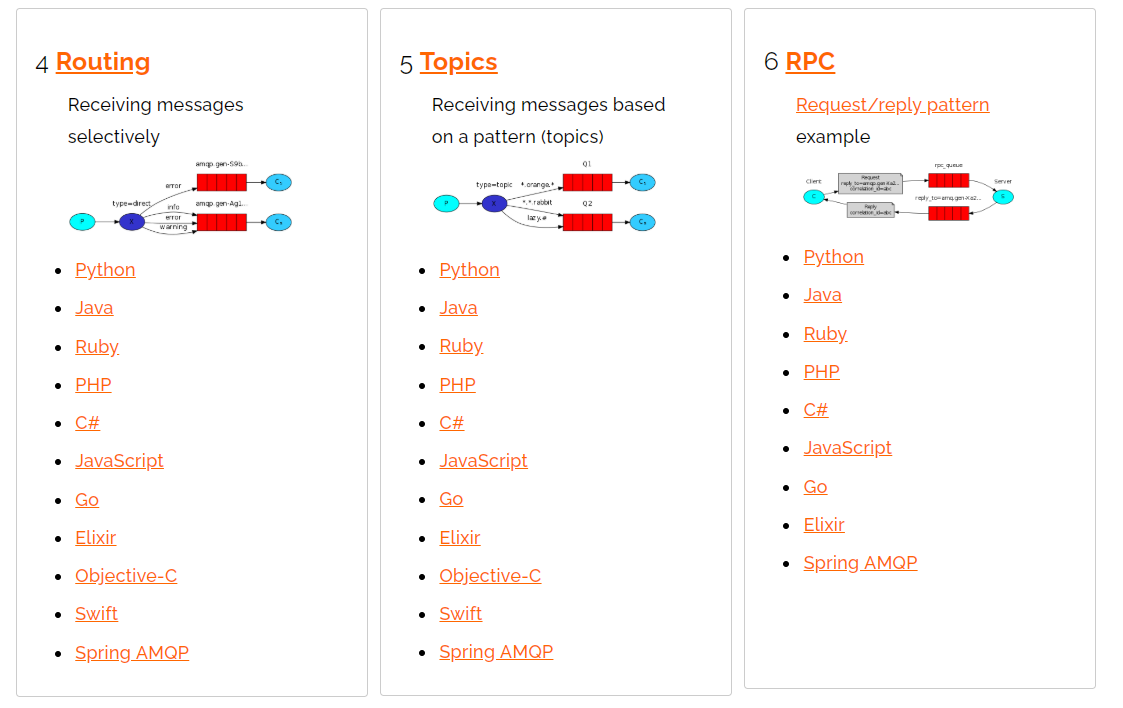 4 Routing
Receiving messages
selectively
amqp.gen-S9b...
error
C₁
type=direct
info
amqp.gen-Ag1...
P
X
error
C₂
warning
Python
Java
Ruby
PHP
C#
JavaScript
Go
Elixir
Objective-C
Swift
Spring AMQP
5 Topics
Receiving messages based
on a pattern (topics)
Q1
type=topic
*.orange.*
C₁
P
X
*.*.rabbit
Q2
lazy.#
C₂
Python
Java
Ruby
PHP
C#
JavaScript
Go
Elixir
Objective-C
Swift
Spring AMQP
6 RPC
Request/reply pattern
example
rpc_queue
Client
Request
reply_to=amqp.gen-Xa2...
correlation_id=abc
Server
C
S
Reply
correlation_id=abc
reply_to=amq.gen-Xa2...
Python
Java
Ruby
PHP
C#
JavaScript
Go
Elixir
Spring AMQP